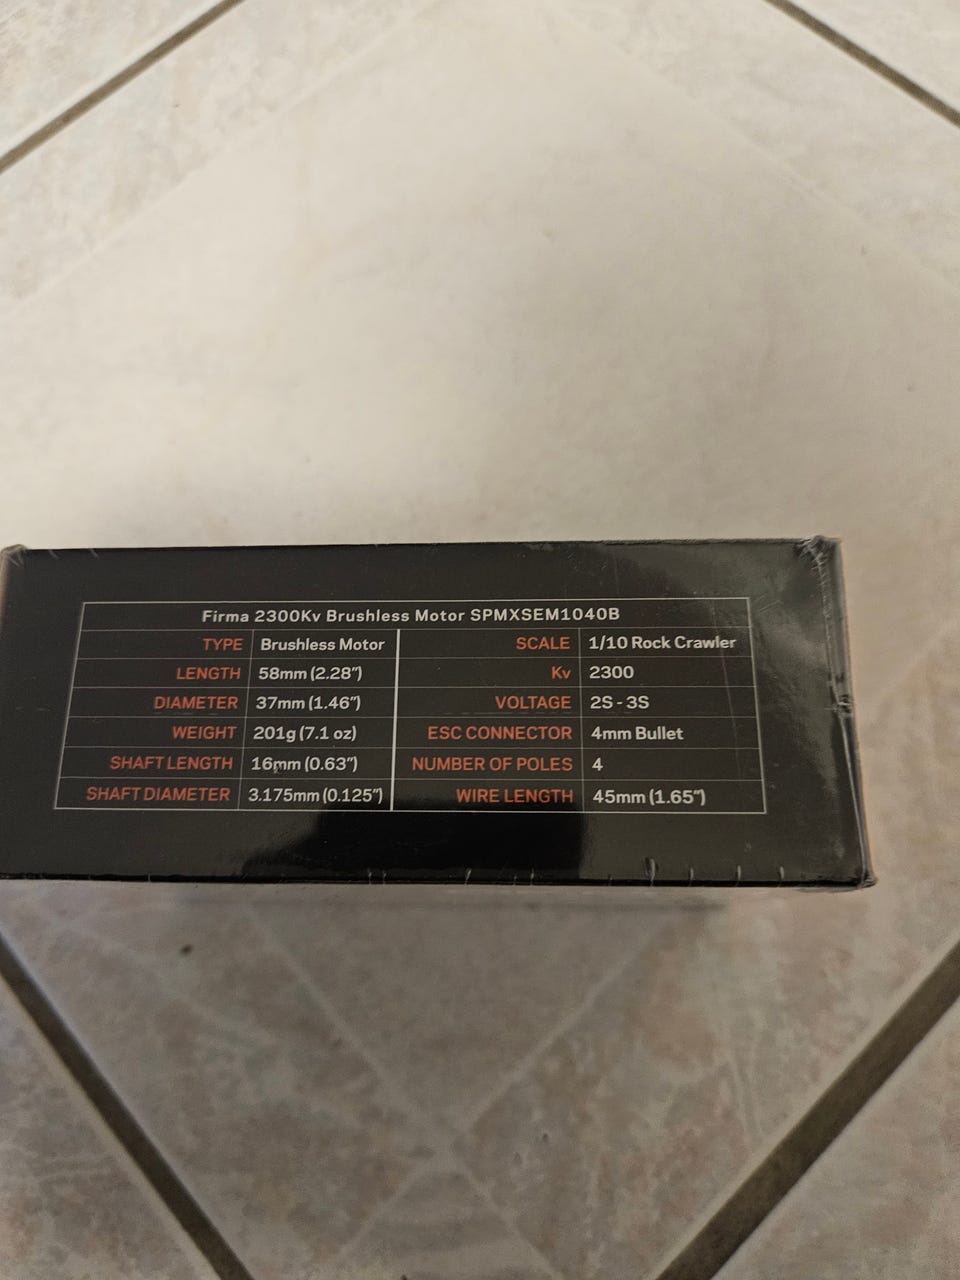 Firma 2300Kv Brushless Motor SPMXSEM1040B
TYPE Brushless Motor SCALE 1/10 Rock Crawler
LENGTH 58mm (2.28") Kv 2300
DIAMETER 37mm (1.46") VOLTAGE 2S - 3S
WEIGHT 201g (7.1 oz) ESC CONNECTOR 4mm Bullet
SHAFT LENGTH 16mm (0.63") NUMBER OF POLES 4
SHAFT DIAMETER 3.175mm (0.125") WIRE LENGTH 45mm (1.65")